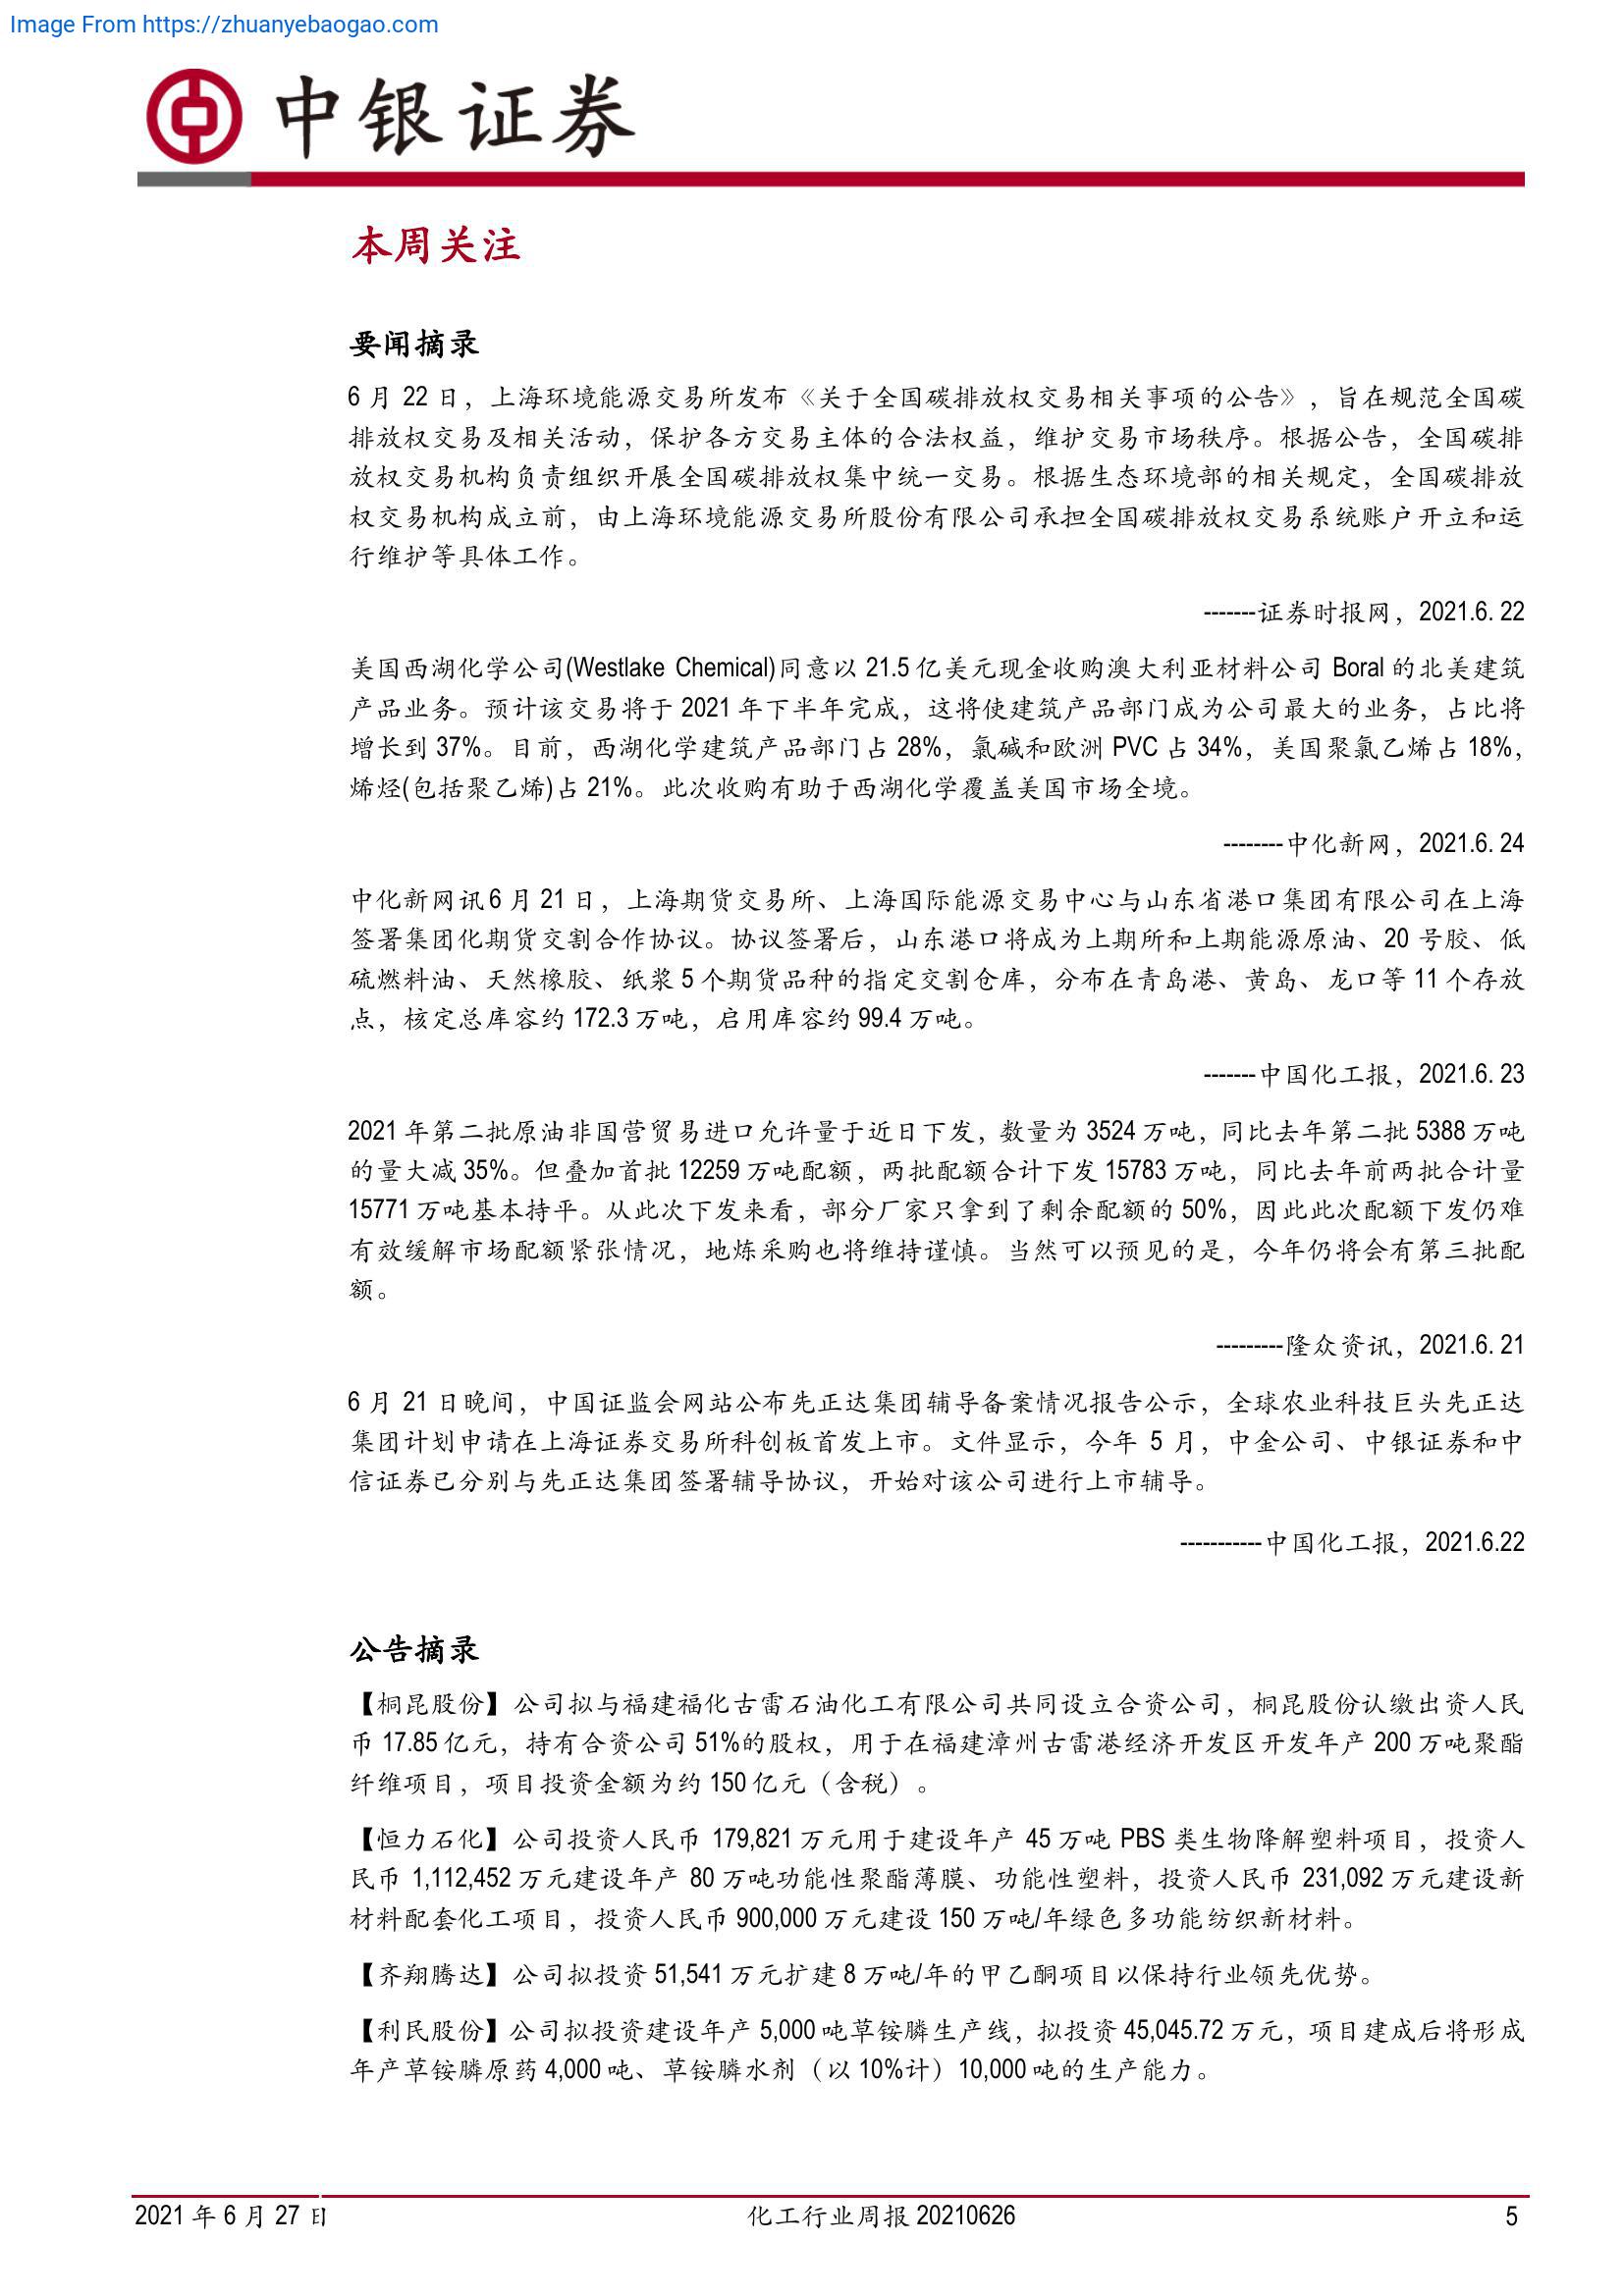 Image From https://zhuanyebaogao.com
中银证券
本周关注
要闻摘录
6 月 22 日，上海环境能源交易所发布《关于全国碳排放权交易相关事项的公告》，旨在规范全国碳
排放权交易及相关活动，保护各方交易主体的合法权益，维护交易市场秩序。根据公告，全国碳排
放权交易机构负责组织开展全国碳排放权集中统一交易。根据生态环境部的相关规定，全国碳排放
权交易机构成立前，由上海环境能源交易所股份有限公司承担全国碳排放权交易系统账户开立和运
行维护等具体工作。
-------证券时报网，2021.6. 22
美国西湖化学公司(Westlake Chemical)同意以 21.5 亿美元现金收购澳大利亚材料公司 Boral 的北美建筑
产品业务。预计该交易将于 2021 年下半年完成，这将使建筑产品部门成为公司最大的业务，占比将
增长到 37%。目前，西湖化学建筑产品部门占 28%，氯碱和欧洲 PVC 占 34%，美国聚氯乙烯占 18%，
烯烃(包括聚乙烯)占 21%。此次收购有助于西湖化学覆盖美国市场全境。
--------中化新网，2021.6. 24
中化新网讯 6 月 21 日，上海期货交易所、上海国际能源交易中心与山东省港口集团有限公司在上海
签署集团化期货交割合作协议。协议签署后，山东港口将成为上期所和上期能源原油、20 号胶、低
硫燃料油、天然橡胶、纸浆 5 个期货品种的指定交割仓库，分布在青岛港、黄岛、龙口等 11 个存放
点，核定总库容约 172.3 万吨，启用库容约 99.4 万吨。
-------中国化工报，2021.6. 23
2021 年第二批原油非国营贸易进口允许量于近日下发，数量为 3524 万吨，同比去年第二批 5388 万吨
的量大减 35%。但叠加首批 12259 万吨配额，两批配额合计下发 15783 万吨，同比去年前两批合计量
15771 万吨基本持平。从此次下发来看，部分厂家只拿到了剩余配额的 50%，因此此次配额下发仍难
有效缓解市场配额紧张情况，地炼采购也将维持谨慎。当然可以预见的是，今年仍将会有第三批配
额。
---------隆众资讯，2021.6. 21
6 月 21 日晚间，中国证监会网站公布先正达集团辅导备案情况报告公示，全球农业科技巨头先正达
集团计划申请在上海证券交易所科创板首发上市。文件显示，今年 5 月，中金公司、中银证券和中
信证券已分别与先正达集团签署辅导协议，开始对该公司进行上市辅导。
-----------中国化工报，2021.6.22
公告摘录
【桐昆股份】公司拟与福建福化古雷石油化工有限公司共同设立合资公司，桐昆股份认缴出资人民
币 17.85 亿元，持有合资公司 51%的股权，用于在福建漳州古雷港经济开发区开发年产 200 万吨聚酯
纤维项目，项目投资金额为约 150 亿元（含税）。
【恒力石化】公司投资人民币 179,821 万元用于建设年产 45 万吨 PBS 类生物降解塑料项目，投资人
民币 1,112,452 万元建设年产 80 万吨功能性聚酯薄膜、功能性塑料，投资人民币 231,092 万元建设新
材料配套化工项目，投资人民币 900,000 万元建设 150 万吨/年绿色多功能纺织新材料。
【齐翔腾达】公司拟投资 51,541 万元扩建 8 万吨/年的甲乙酮项目以保持行业领先优势。
【利民股份】公司拟投资建设年产 5,000 吨草铵膦生产线，拟投资 45,045.72 万元，项目建成后将形成
年产草铵膦原药 4,000 吨、草铵膦水剂（以 10%计）10,000 吨的生产能力。
2021 年 6 月 27 日
化工行业周报 20210626
5